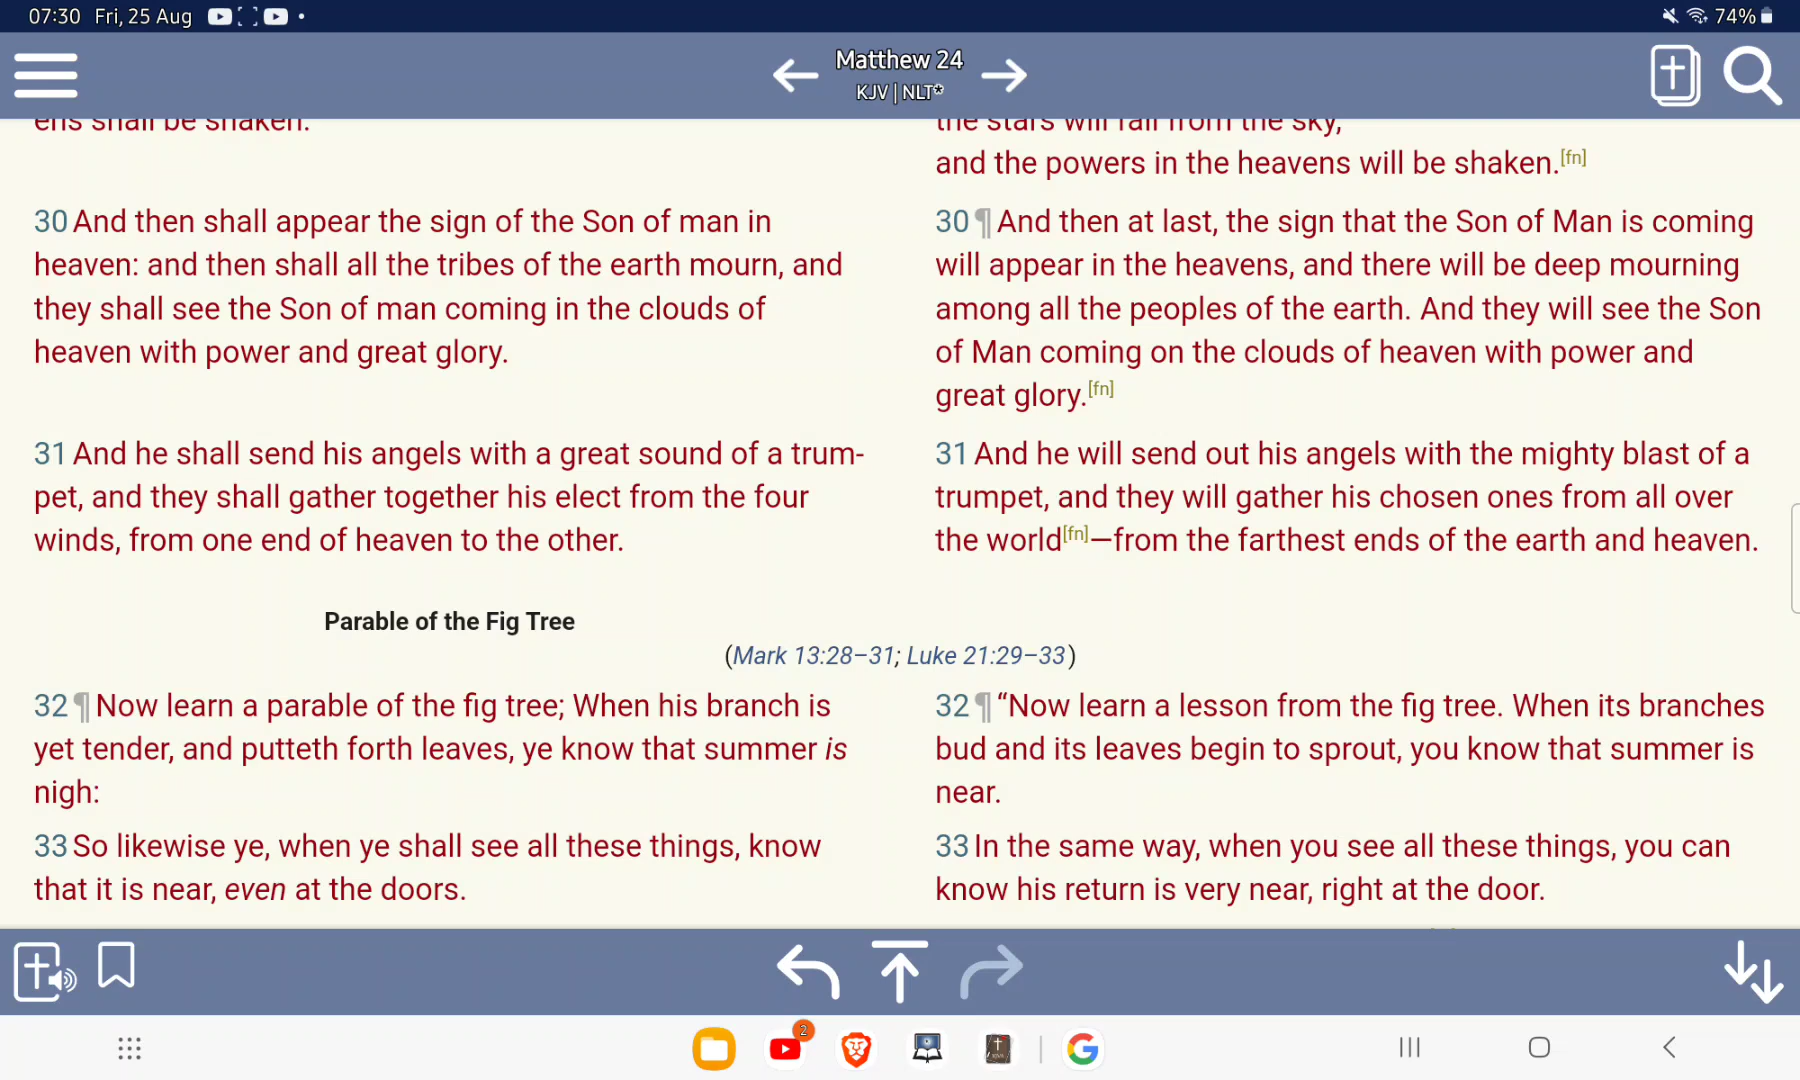 07:30 Fri, 25 Aug
74%
Matthew 24
KJV | NLT*
ens shall be shaken.
30 And then shall appear the sign of the Son of man in
heaven: and then shall all the tribes of the earth mourn, and
they shall see the Son of man coming in the clouds of
heaven with power and great glory.
31 And he shall send his angels with a great sound of a trum-
pet, and they shall gather together his elect from the four
winds, from one end of heaven to the other.
the stars will fall from the sky,
and the powers in the heavens will be shaken.[fn]
30 ¶ And then at last, the sign that the Son of Man is coming
will appear in the heavens, and there will be deep mourning
among all the peoples of the earth. And they will see the Son
of Man coming on the clouds of heaven with power and
great glory.[fn]
31 And he will send out his angels with the mighty blast of a
trumpet, and they will gather his chosen ones from all over
the world[fn]—from the farthest ends of the earth and heaven.
Parable of the Fig Tree
(Mark 13:28–31; Luke 21:29–33)
32 ¶ Now learn a parable of the fig tree; When his branch is
yet tender, and putteth forth leaves, ye know that summer is
nigh:
33 So likewise ye, when ye shall see all these things, know
that it is near, even at the doors.
32 ¶ “Now learn a lesson from the fig tree. When its branches
bud and its leaves begin to sprout, you know that summer is
near.
33 In the same way, when you see all these things, you can
know his return is very near, right at the door.
2